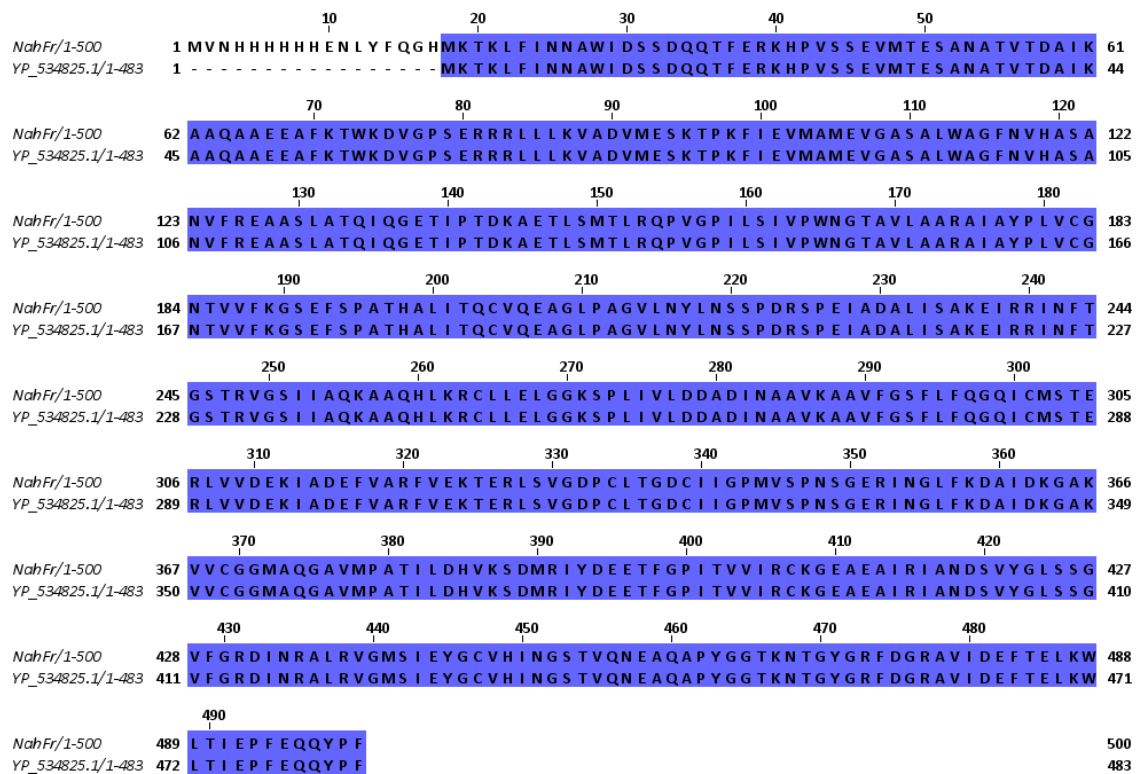 10 20 30 40 50
NahFr/1-500 1 MVNHHHHHHENLYFQGHMKTKLFINNAWIDSSDQQTFERKHPVSSEVMTESANATVTDAIK 61
YP_534825.1/1-483 1 - - - - - - - - - - - - - - - - - MKTKLFINNAWIDSSDQQTFERKHPVSSEVMTESANATVTDAIK 44
70 80 90 100 110 120
NahFr/1-500 62 AAQAAEEAFKTWKDVGPSERRRLLLKVADVMESKTPKFIEVMAMEVGASALWAGFNVHASA 122
YP_534825.1/1-483 45 AAQAAEEAFKTWKDVGPSERRRLLLKVADVMESKTPKFIEVMAMEVGASALWAGFNVHASA 105
130 140 150 160 170 180
NahFr/1-500 123 NVFREAASLATQIQGETIPTDKAETLSMTLRQPVGPILSIVPWNGTAVLAARAIAYPLVCG 183
YP_534825.1/1-483 106 NVFREAASLATQIQGETIPTDKAETLSMTLRQPVGPILSIVPWNGTAVLAARAIAYPLVCG 166
190 200 210 220 230 240
NahFr/1-500 184 NTVVFKGSEFSPATHALITQCVQEAGLPAGVLNYLNSSPDRSPEIADALISAKEIRRINFT 244
YP_534825.1/1-483 167 NTVVFKGSEFSPATHALITQCVQEAGLPAGVLNYLNSSPDRSPEIADALISAKEIRRINFT 227
250 260 270 280 290 300
NahFr/1-500 245 GSTRVGSIIAQKAAQHLKRCLLELGGKSPLIVLDDADINAAVKAAVFGSFLFQGQICMSTE 305
YP_534825.1/1-483 228 GSTRVGSIIAQKAAQHLKRCLLELGGKSPLIVLDDADINAAVKAAVFGSFLFQGQICMSTE 288
310 320 330 340 350 360
NahFr/1-500 306 RLVVDEKIADEFVARFVEKTERLSVGDPCLTGDCIIGPMVSPNSGERINGLFKDAIDKGAK 366
YP_534825.1/1-483 289 RLVVDEKIADEFVARFVEKTERLSVGDPCLTGDCIIGPMVSPNSGERINGLFKDAIDKGAK 349
370 380 390 400 410 420
NahFr/1-500 367 VVCGGMAQGAVMPATILDHVKSDMRIYDEETFGPITVVIRCKGEAEAIRIANDSVYGLSSG 427
YP_534825.1/1-483 350 VVCGGMAQGAVMPATILDHVKSDMRIYDEETFGPITVVIRCKGEAEAIRIANDSVYGLSSG 410
430 440 450 460 470 480
NahFr/1-500 428 VFGRDINRALRVGMSIEYGCVHINGSTVQNEAQAPYGGTKNTGYGRFDGRAVIDEFTELKW 488
YP_534825.1/1-483 411 VFGRDINRALRVGMSIEYGCVHINGSTVQNEAQAPYGGTKNTGYGRFDGRAVIDEFTELKW 471
490
NahFr/1-500 489 LTIEPFEQQYPF 500
YP_534825.1/1-483 472 LTIEPFEQQYPF 483